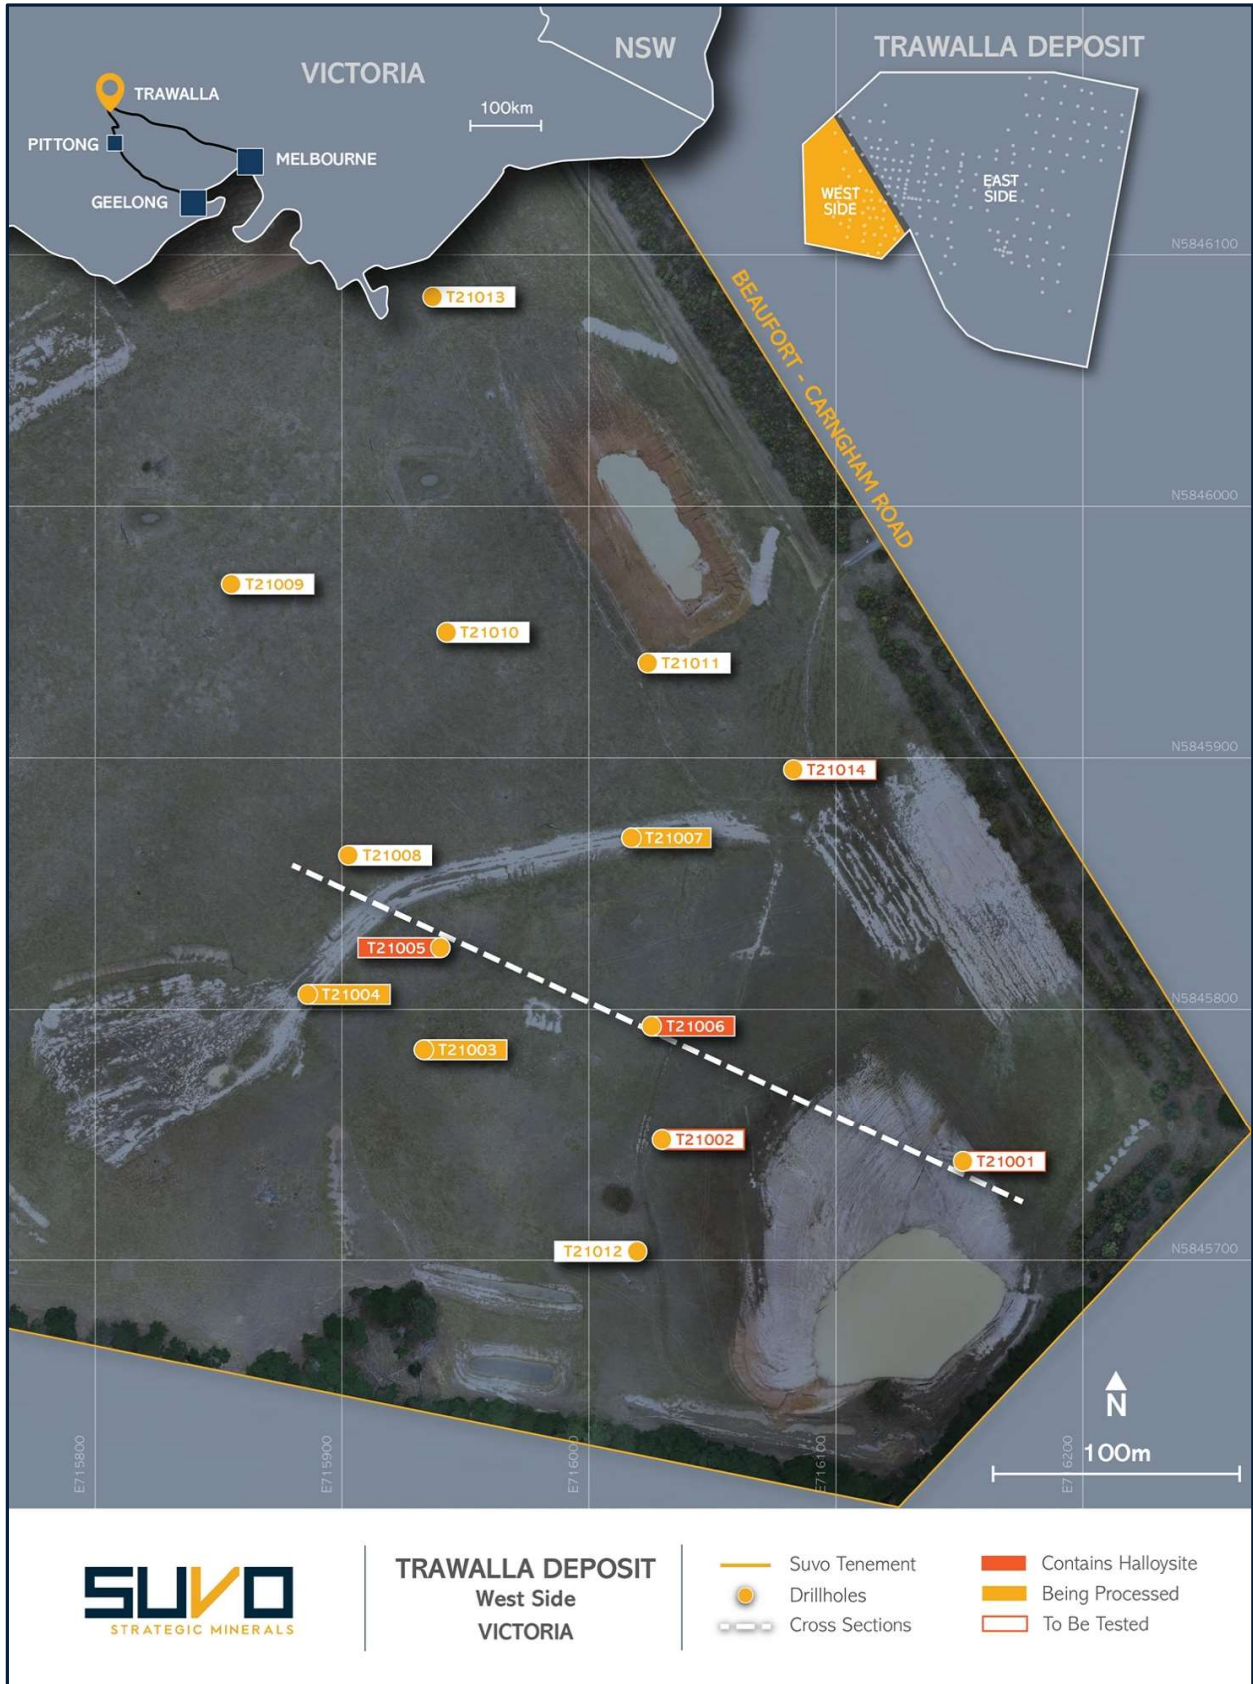 VICTORIA
NSW
TRAWALLA DEPOSIT
TRAWALLA
100km
PITTONG
MELBOURNE
GEELONG
WEST
SIDE
EAST
SIDE
N5846100
T21013
BEAUFORT - CARNGHAM ROAD
N5846000
T21009
T21010
T21011
N5845900
T21014
T21007
T21008
T21005
T21004
N5845800
T21006
T21003
T21002
T21001
T21012
N5845700
N
100m
E715800
E715900
E716000
E716100
E716200
SUVO
STRATEGIC MINERALS
TRAWALLA DEPOSIT
West Side
VICTORIA
Suvo Tenement
Drillholes
Cross Sections
Contains Halloysite
Being Processed
To Be Tested